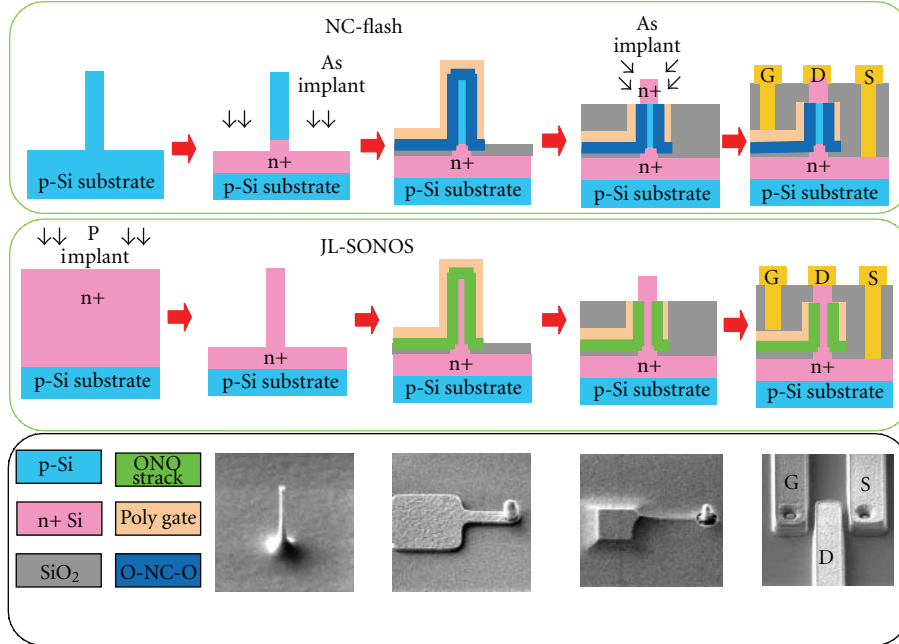 NC-flash
As
implant
n+
p-Si substrate
p-Si substrate
n+
p-Si substrate
As
implant
n+
n+
p-Si substrate
G D S
n+
p-Si substrate
JL-SONOS
P
implant
n+
p-Si substrate
n+
p-Si substrate
n+
p-Si substrate
n+
p-Si substrate
G D S
n+
p-Si substrate
p-Si
ONO
strack
n+ Si
Poly gate
SiO₂
O-NC-O
G
S
D